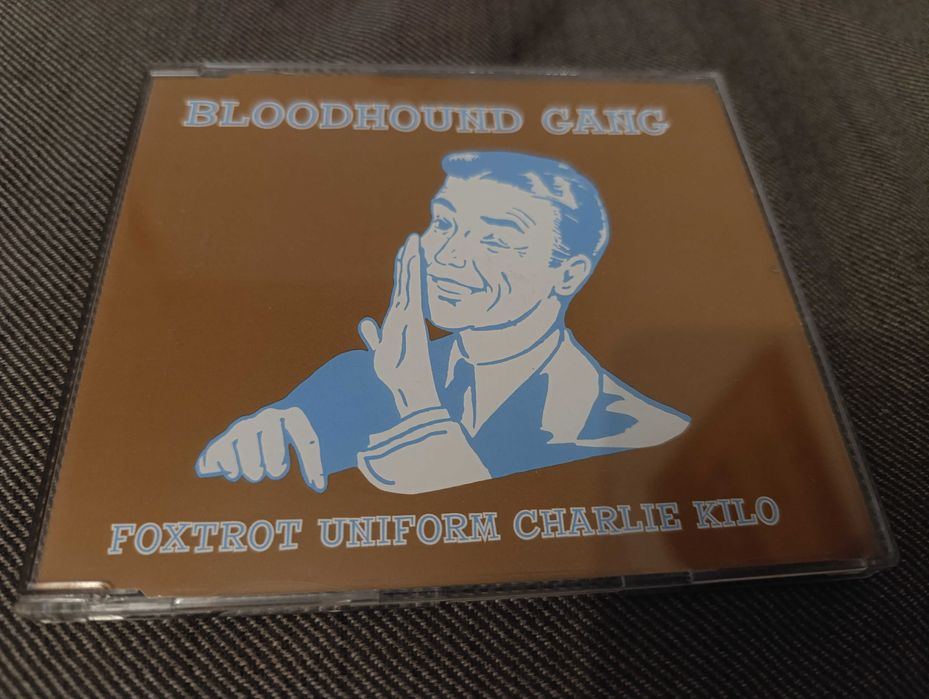 BLOODHOUND GANG
FOXTROT UNIFORM CHARLIE KILO